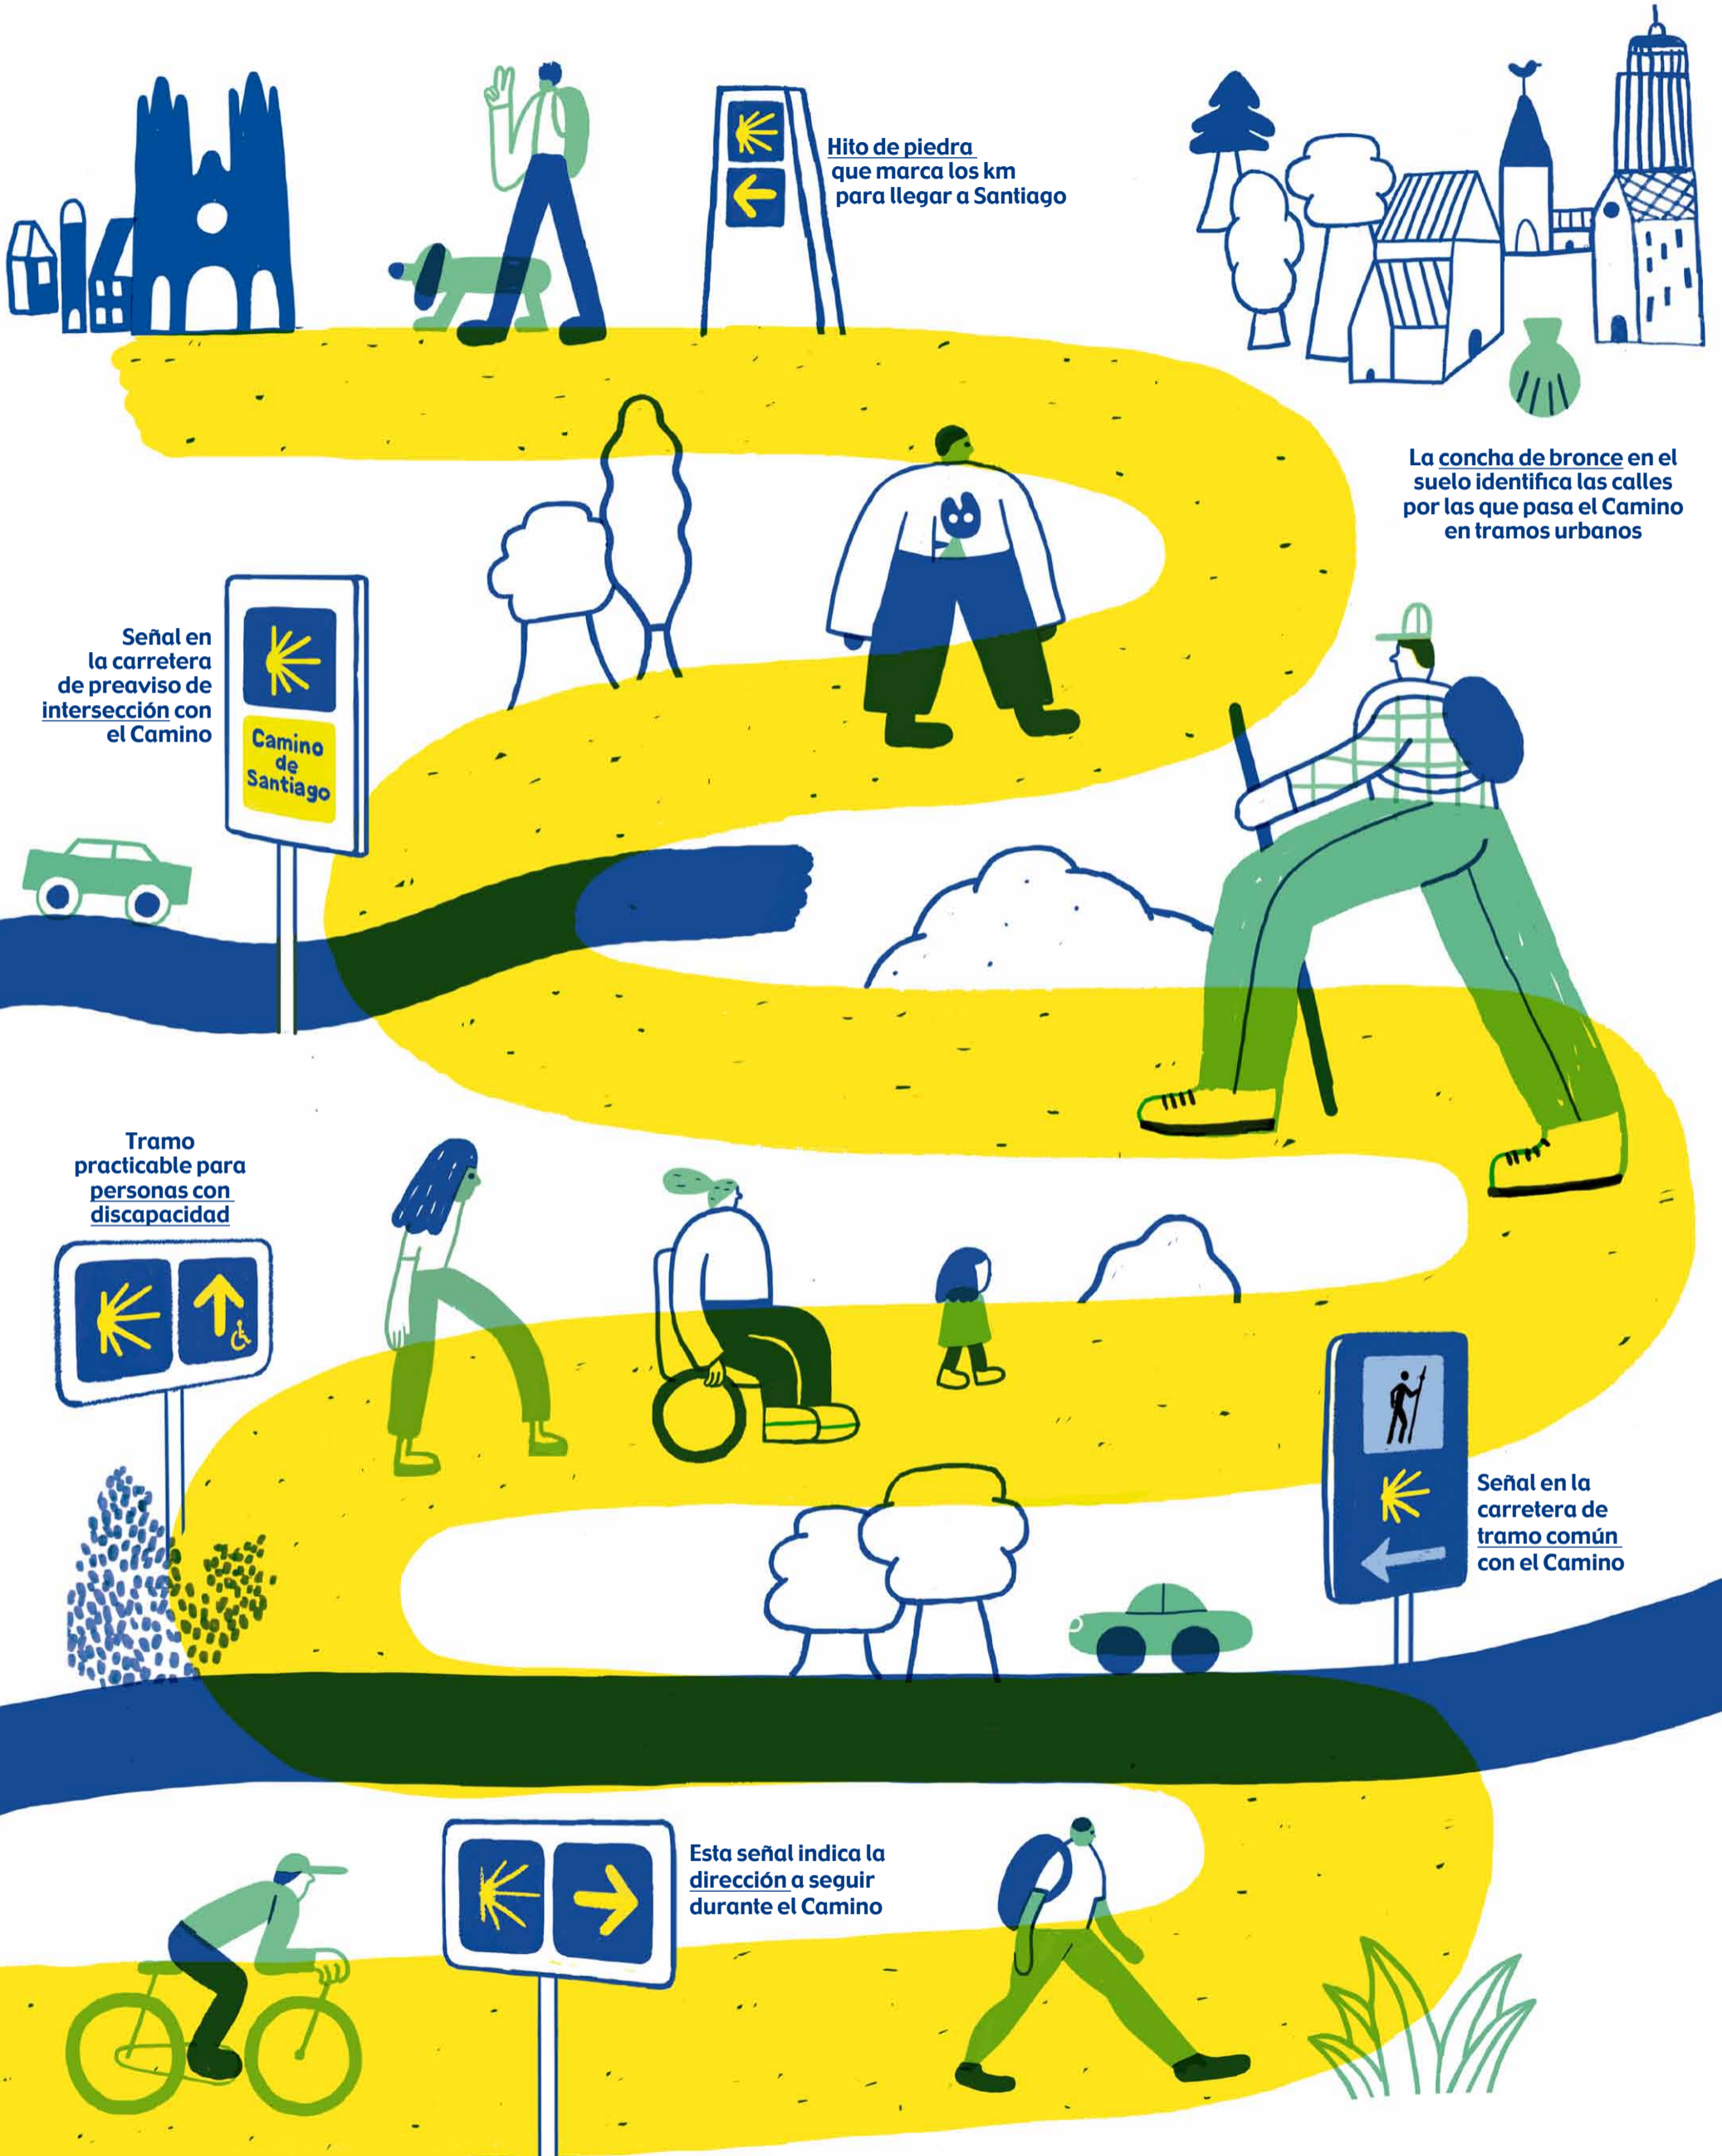 Hito de piedra
que marca los km
para llegar a Santiago
La concha de bronce en el
suelo identifica las calles
por las que pasa el Camino
en tramos urbanos
Señal en
la carretera
de preaviso de
intersección con
el Camino
Camino
de
Santiago
Tramo
practicable para
personas con
discapacidad
Señal en la
carretera de
tramo común
con el Camino
Esta señal indica la
dirección a seguir
durante el Camino